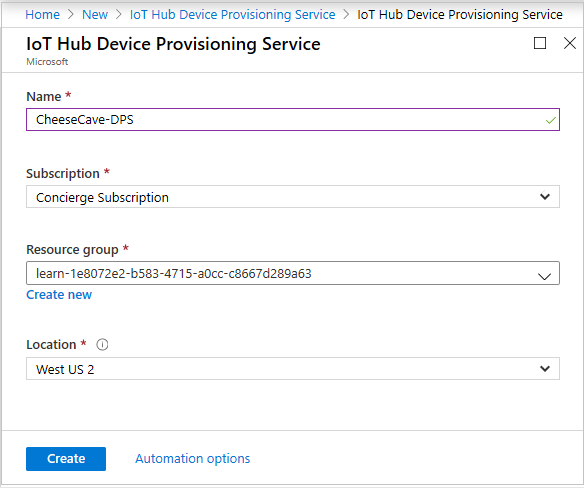 Home > New > IoT Hub Device Provisioning Service > IoT Hub Device Provisioning Service
IoT Hub Device Provisioning Service
Microsoft
Name *
CheeseCave-DPS
Subscription *
Concierge Subscription
Resource group *
learn-1e8072e2-b583-4715-a0cc-c8667d289a63
Create new
Location *
West US 2
Create Automation options